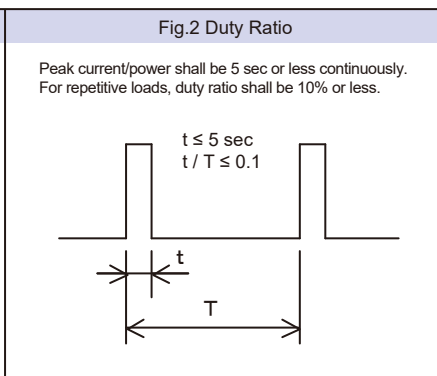 Fig.2 Duty Ratio
Peak current/power shall be 5 sec or less continuously.
For repetitive loads, duty ratio shall be 10% or less.
t ≤ 5 sec
t / T ≤ 0.1
t
T